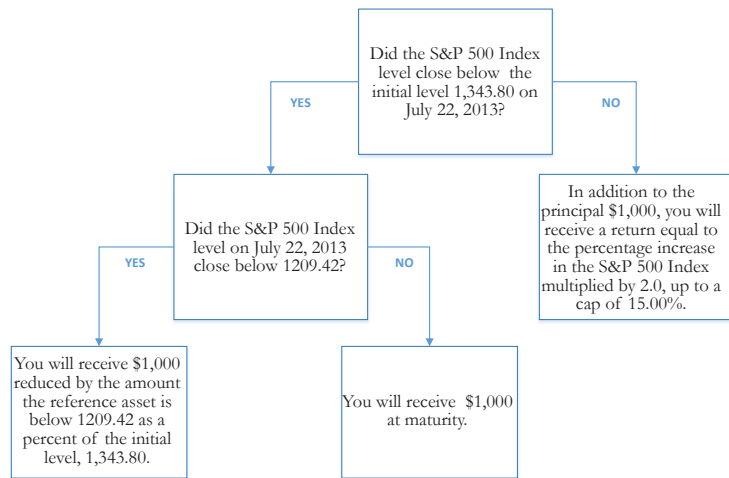 Did the S&P 500 Index
level close below the
initial level 1,343.80 on
July 22, 2013?
YES
NO
Did the S&P 500 Index
level on July 22, 2013
close below 1209.42?
In addition to the
principal $1,000, you will
receive a return equal to
the percentage increase
in the S&P 500 Index
multiplied by 2.0, up to a
cap of 15.00%.
YES
NO
You will receive $1,000
reduced by the amount
the reference asset is
below 1209.42 as a
percent of the initial
level, 1,343.80.
You will receive $1,000
at maturity.